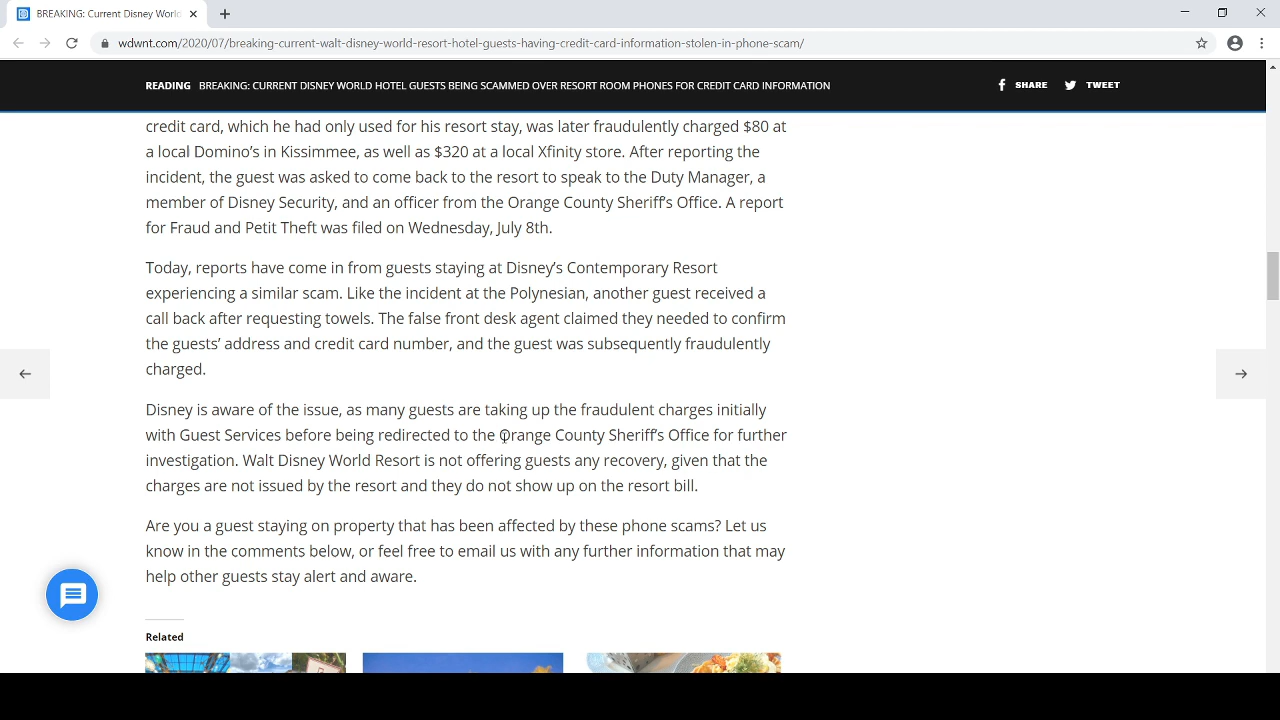 BREAKING: Current Disney World
wdwnt.com/2020/07/breaking-current-walt-disney-world-resort-hotel-guests-having-credit-card-information-stolen-in-phone-scam/
READING BREAKING: CURRENT DISNEY WORLD HOTEL GUESTS BEING SCAMMED OVER RESORT ROOM PHONES FOR CREDIT CARD INFORMATION SHARE TWEET
credit card, which he had only used for his resort stay, was later fraudulently charged $80 at
a local Domino's in Kissimmee, as well as $320 at a local Xfinity store. After reporting the
incident, the guest was asked to come back to the resort to speak to the Duty Manager, a
member of Disney Security, and an officer from the Orange County Sheriff's Office. A report
for Fraud and Petit Theft was filed on Wednesday, July 8th.
Today, reports have come in from guests staying at Disney's Contemporary Resort
experiencing a similar scam. Like the incident at the Polynesian, another guest received a
call back after requesting towels. The false front desk agent claimed they needed to confirm
the guests' address and credit card number, and the guest was subsequently fraudulently
charged.
Disney is aware of the issue, as many guests are taking up the fraudulent charges initially
with Guest Services before being redirected to the Orange County Sheriff's Office for further
investigation. Walt Disney World Resort is not offering guests any recovery, given that the
charges are not issued by the resort and they do not show up on the resort bill.
Are you a guest staying on property that has been affected by these phone scams? Let us
know in the comments below, or feel free to email us with any further information that may
help other guests stay alert and aware.
Related